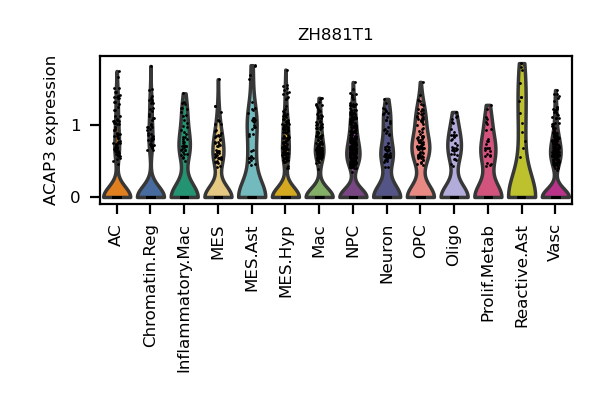 ZH881T1
ACAP3 expression
1
0
AC
Chromatin.Reg
Inflammatory.Mac
MES
MES.Ast
MES.Hyp
Mac
NPC
Neuron
OPC
Oligo
Prolif.Metab
Reactive.Ast
Vasc